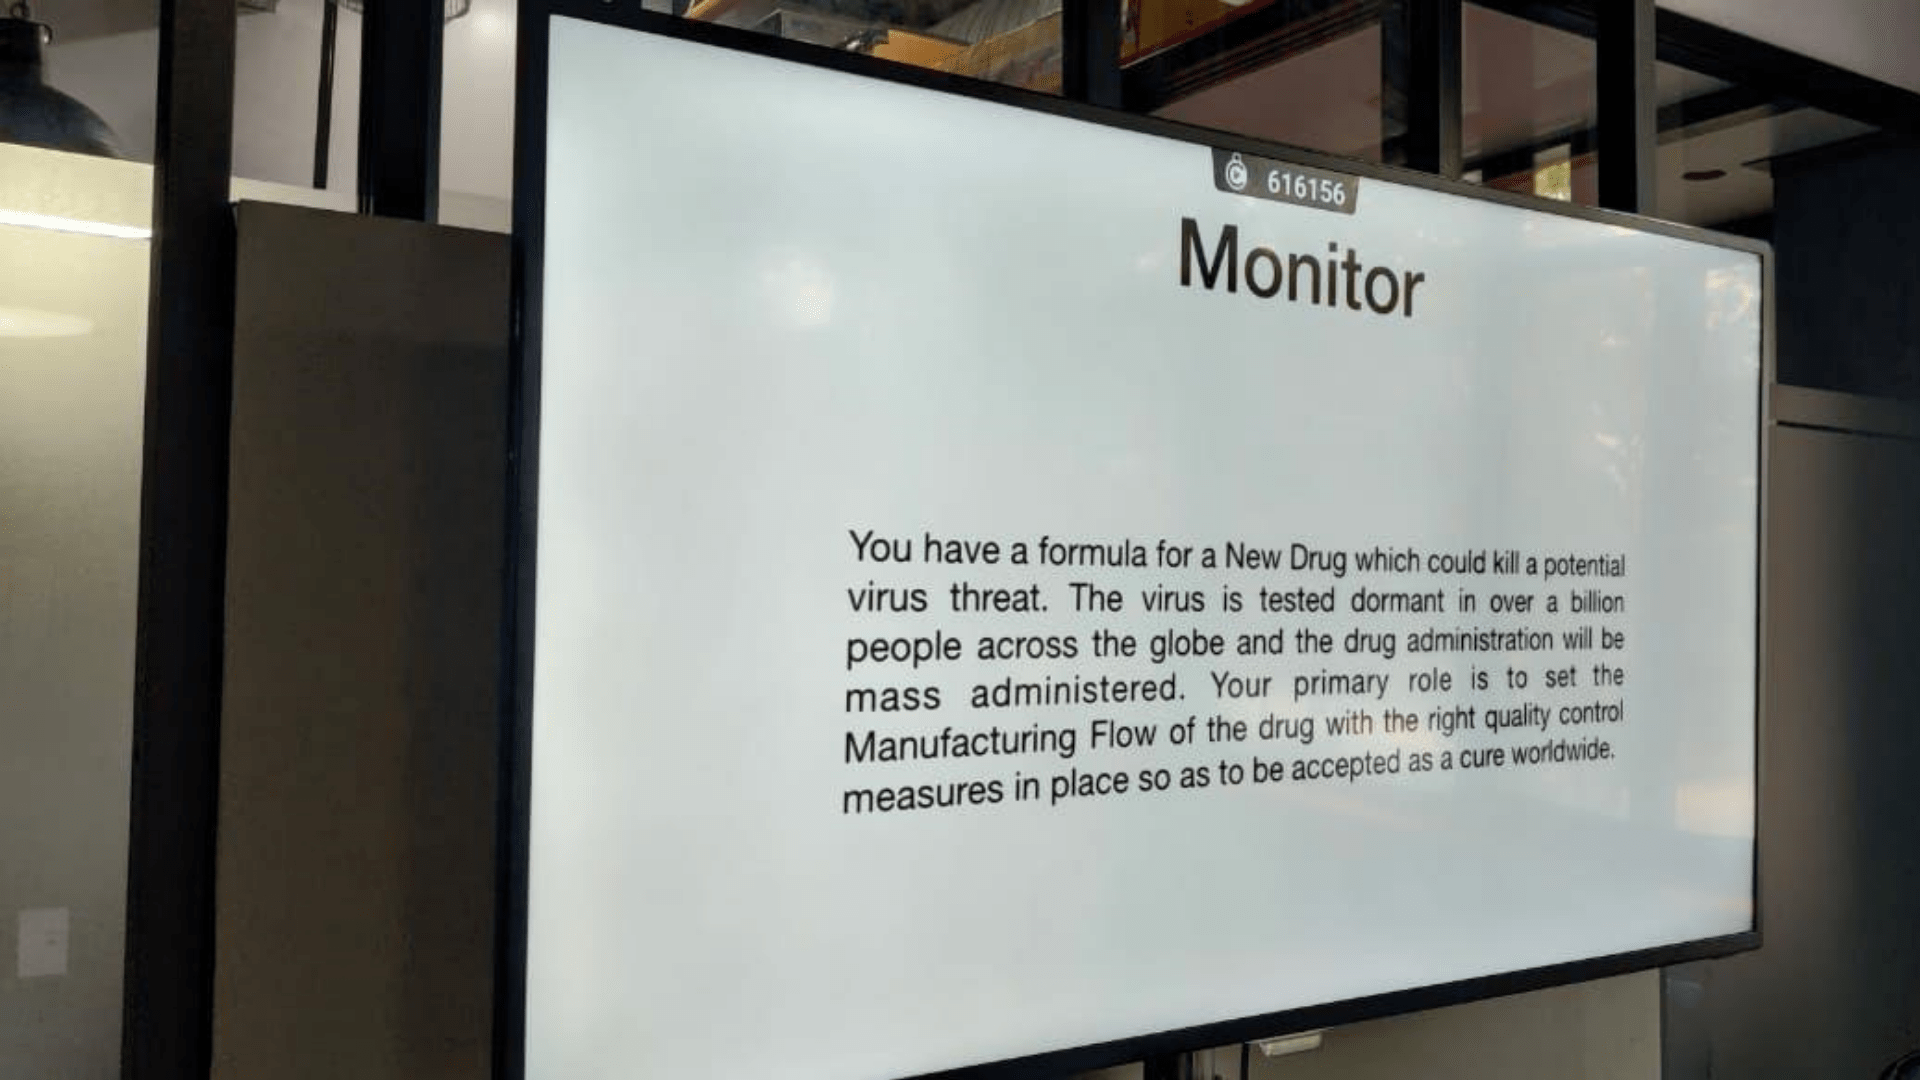 616156
Monitor
You have a formula for a New Drug which could kill a potential
virus threat. The virus is tested dormant in over a billion
people across the globe and the drug administration will be
mass administered. Your primary role is to set the
Manufacturing Flow of the drug with the right quality control
measures in place so as to be accepted as a cure worldwide.